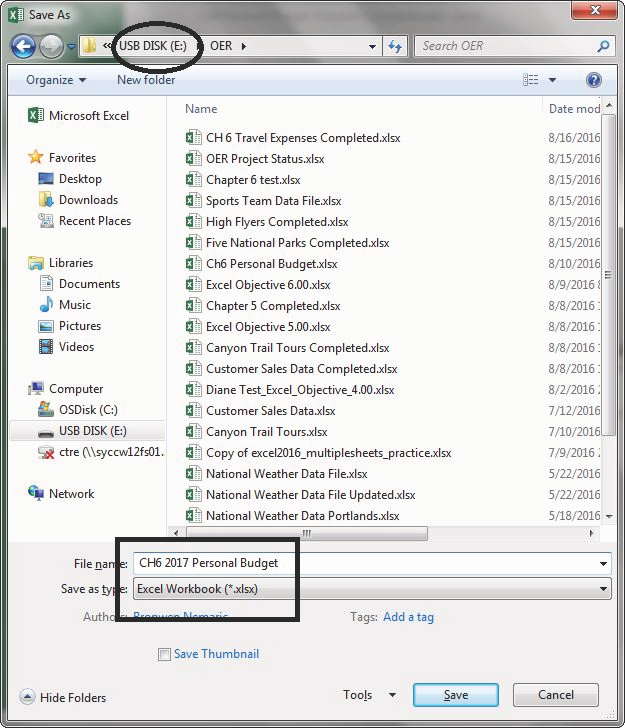 Save As
USB DISK (E:) OER Search OER
Organize New folder
Microsoft Excel
Favorites
Desktop
Downloads
Recent Places
Libraries
Documents
Music
Pictures
Videos
Computer
OSDisk (C:)
USB DISK (E:)
ctre (\\syccw12fs01.
Network
Name Date mod
CH 6 Travel Expenses Completed.xlsx 8/16/2016
OER Project Status.xlsx 8/15/2016
Chapter 6 test.xlsx 8/15/2016
Sports Team Data File.xlsx 8/15/2016
High Flyers Completed.xlsx 8/15/2016
Five National Parks Completed.xlsx 8/15/2016
Ch6 Personal Budget.xlsx 8/10/2016
Excel Objective 6.00.xlsx 8/9/2016 8
Chapter 5 Completed.xlsx 8/8/2016 1
Excel Objective 5.00.xlsx 8/8/2016 1
Canyon Trail Tours Completed.xlsx 8/8/2016 1
Customer Sales Data Completed.xlsx 8/8/2016 1
Diane Test_Excel_Objective_4.00.xlsx 8/2/2016 2
Customer Sales Data.xlsx 7/12/2016
Canyon Trail Tours.xlsx 7/10/2016
Copy of excel2016_multiplesheets_practice.xlsx 7/9/2016 2
National Weather Data File.xlsx 5/22/2016
National Weather Data File Updated.xlsx 5/22/2016
National Weather Data Portlands.xlsx 5/18/2016
File name: CH6 2017 Personal Budget
Save as type: Excel Workbook (*.xlsx)
Authors: Tags: Add a tag
Save Thumbnail
Hide Folders Tools Save Cancel